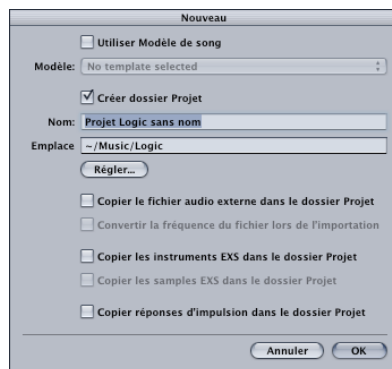 Nouveau
Utiliser Modèle de song
Modèle: No template selected
Créer dossier Projet
Nom: Projet Logic sans nom
Emplace ~/Music/Logic
Régler...
Copier le fichier audio externe dans le dossier Projet
Convertir la fréquence du fichier lors de l'importation
Copier les instruments EXS dans le dossier Projet
Copier les samples EXS dans le dossier Projet
Copier réponses d'impulsion dans le dossier Projet
Annuler OK